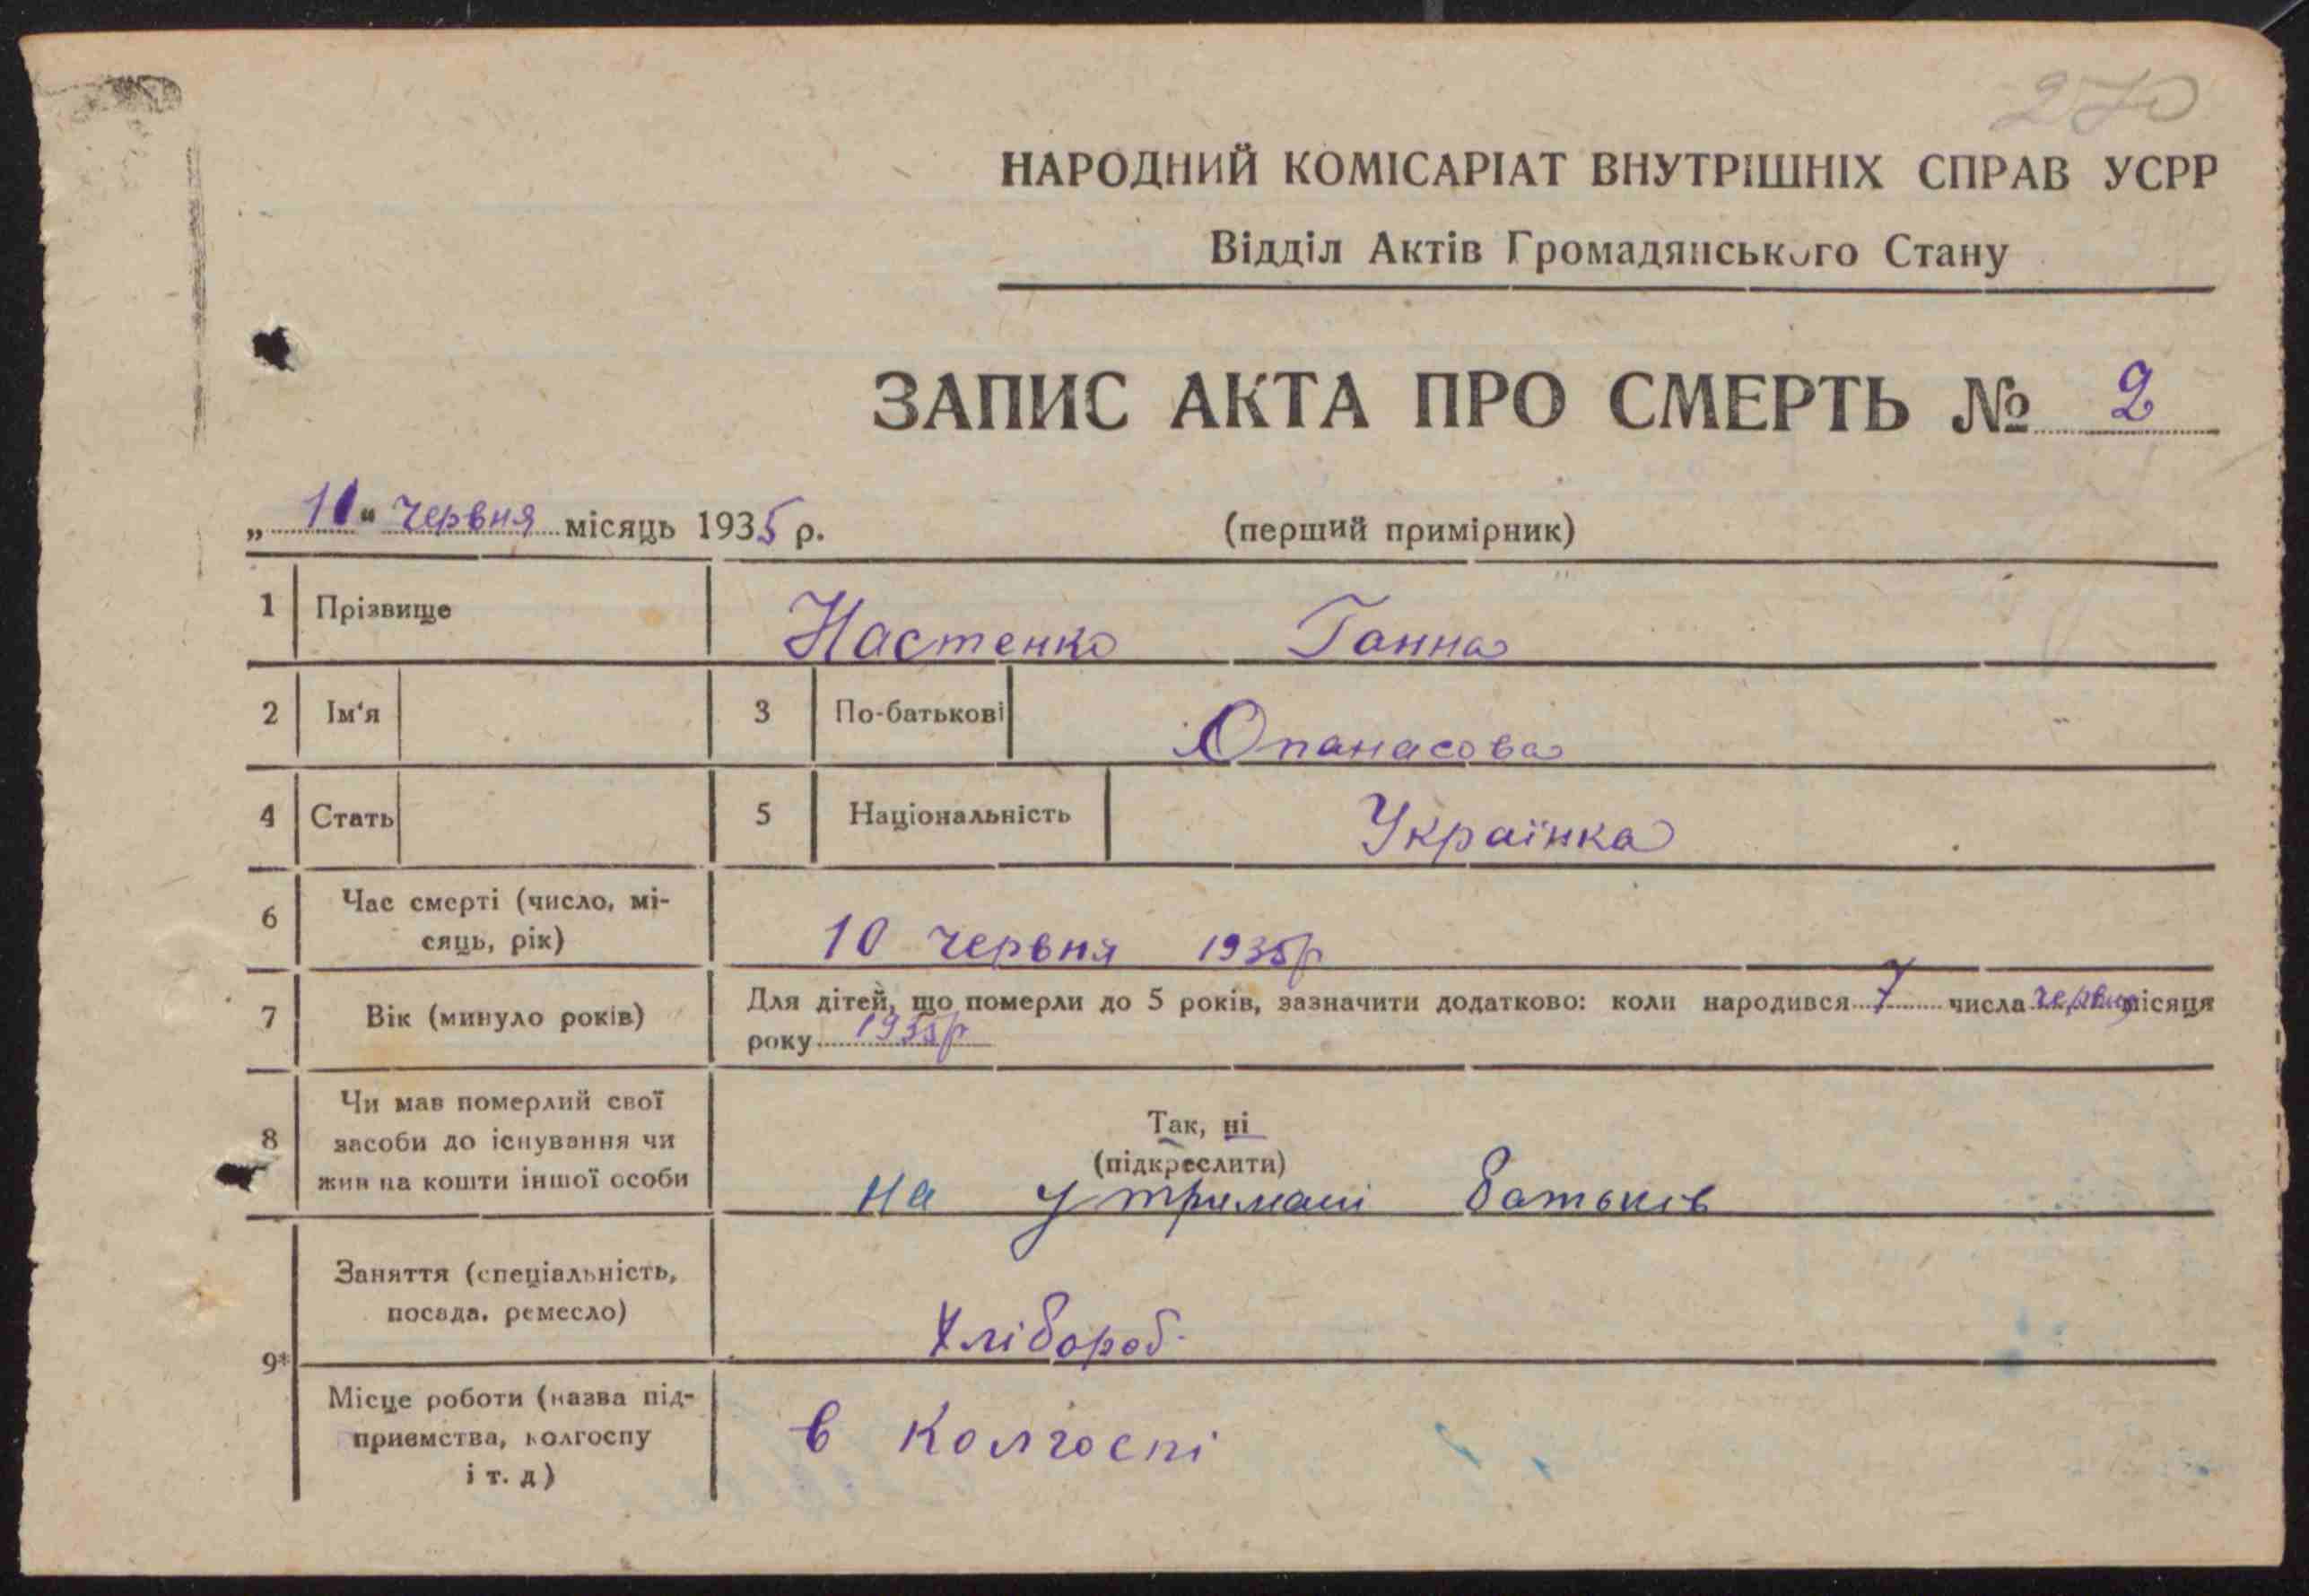 270
НАРОДНИЙ КОМІСАРІАТ ВНУТРІШНІХ СПРАВ УСРР
Відділ Актів Громадянського Стану
ЗАПИС АКТА ПРО СМЕРТЬ № 2
„ 11 “ червня місяць 1935 р. (перший примірник)
1 Прізвище Настенко Ганна
2 Ім'я 3 По-батькові Опанасова
4 Стать 5 Національність Українка
6 Час смерті (число, мі-
сяць, рік) 10 червня 1935р
7 Вік (минуло років) Для дітей, що померли до 5 років, зазначити додатково: коли народився 7 числа червня місяця
року 1935р
8 Чи мав померлий свої
засоби до існування чи
жив на кошти іншої особи
Так, ні
(підкреслити)
на утримані батьків
9* Заняття (спеціальність,
посада, ремесло) Хлібороб
Місце роботи (назва під-
приємства, колгоспу
і т. д) в колгоспі